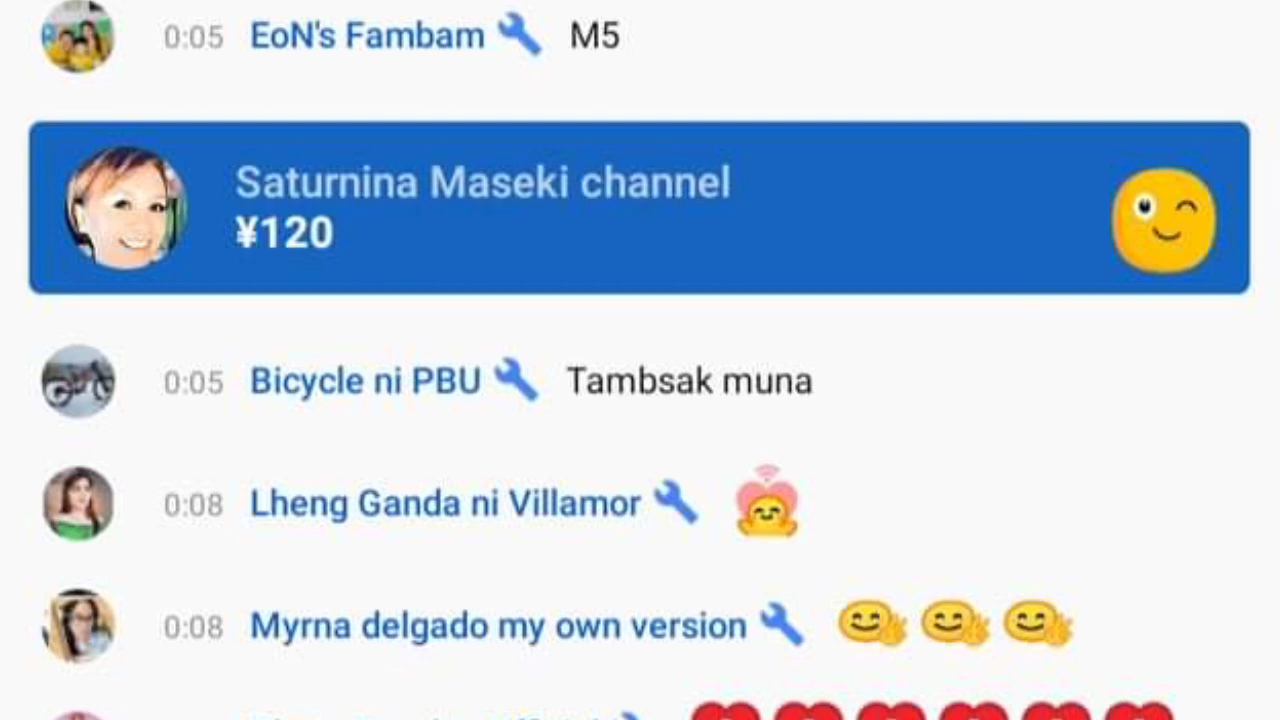 0:05 EoN's Fambam M5
Saturnina Maseki channel
¥120
0:05 Bicycle ni PBU Tambsak muna
0:08 Lheng Ganda ni Villamor
0:08 Myrna delgado my own version